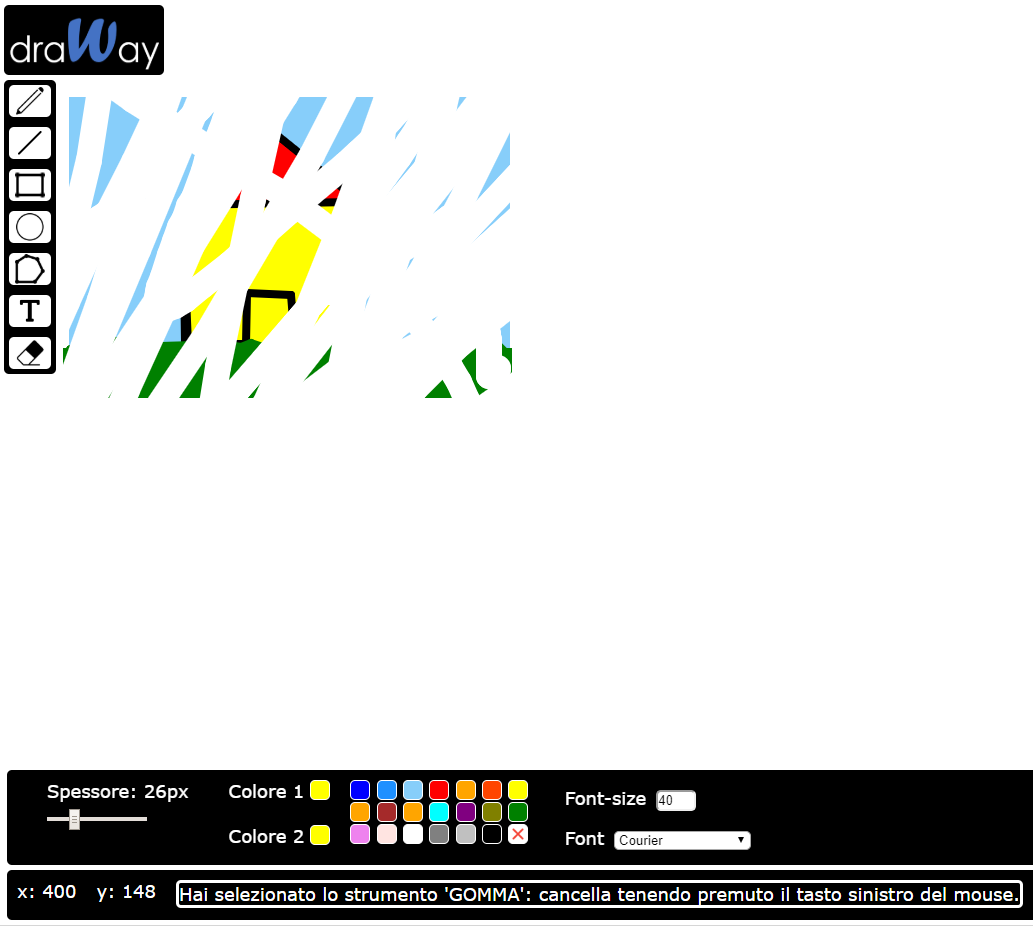 draWay
T
Spessore: 26px
Colore 1
Colore 2
Font-size 40
Font Courier
x: 400 y: 148
Hai selezionato lo strumento 'GOMMA': cancella tenendo premuto il tasto sinistro del mouse.